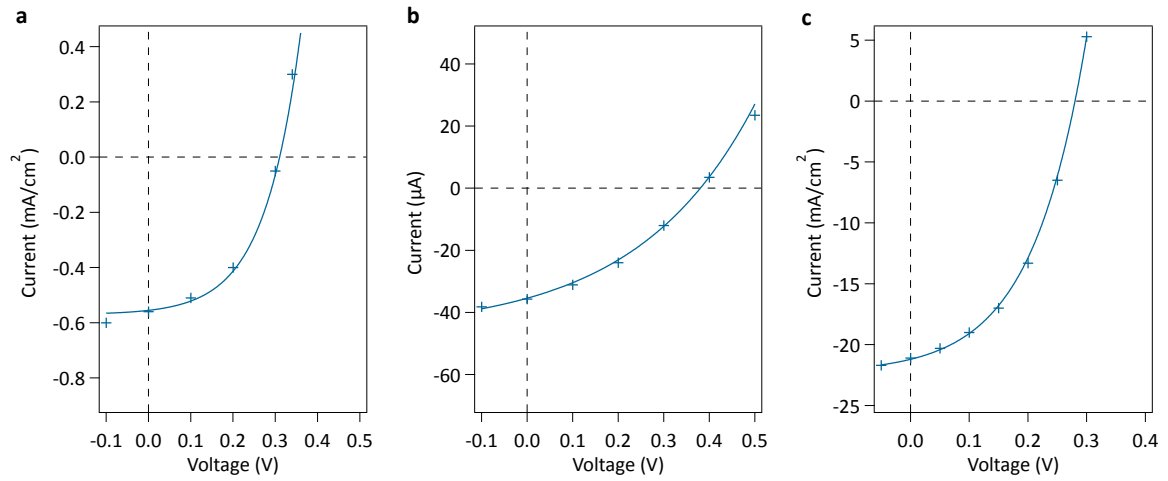 a
0.4
0.2
0.0
-0.2
-0.4
-0.6
-0.8
Current (mA/cm²)
-0.1 0.0 0.1 0.2 0.3 0.4 0.5
Voltage (V)
b
40
20
0
-20
-40
-60
Current (µA)
-0.1 0.0 0.1 0.2 0.3 0.4 0.5
Voltage (V)
c
5
0
-5
-10
-15
-20
-25
Current (mA/cm²)
0.0 0.1 0.2 0.3 0.4
Voltage (V)